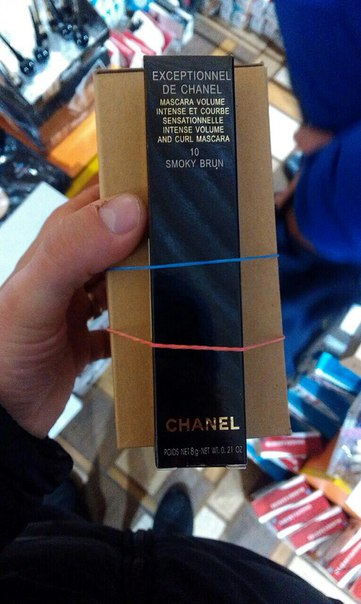 EXCEPTIONNEL
DE CHANEL
MASCARA VOLUME
INTENSE ET COURBE
SENSATIONNELLE
INTENSE VOLUME
AND CURL MASCARA
10
SMOKY BRUN
CHANEL
POIDS NET 8g NET WT. 0. 21 OZ